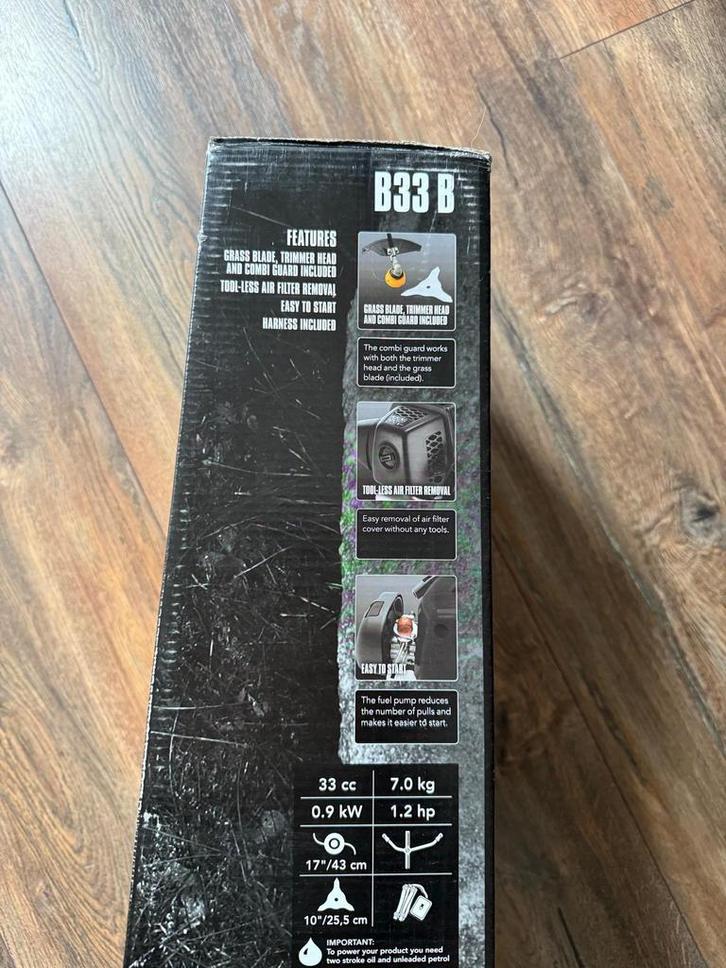 B33 B
FEATURES
GRASS BLADE, TRIMMER HEAD
AND COMBI GUARD INCLUDED
TOOL-LESS AIR FILTER REMOVAL
EASY TO START
HARNESS INCLUDED
GRASS BLADE, TRIMMER HEAD
AND COMBI GUARD INCLUDED
The combi guard works
with both the trimmer
head and the grass
blade (included).
TOOL-LESS AIR FILTER REMOVAL
Easy removal of air filter
cover without any tools.
EASY TO START
The fuel pump reduces
the number of pulls and
makes it easier to start.
33 cc 7.0 kg
0.9 kW 1.2 hp
17"/43 cm
10"/25,5 cm
IMPORTANT:
To power your product you need
two stroke oil and unleaded petrol